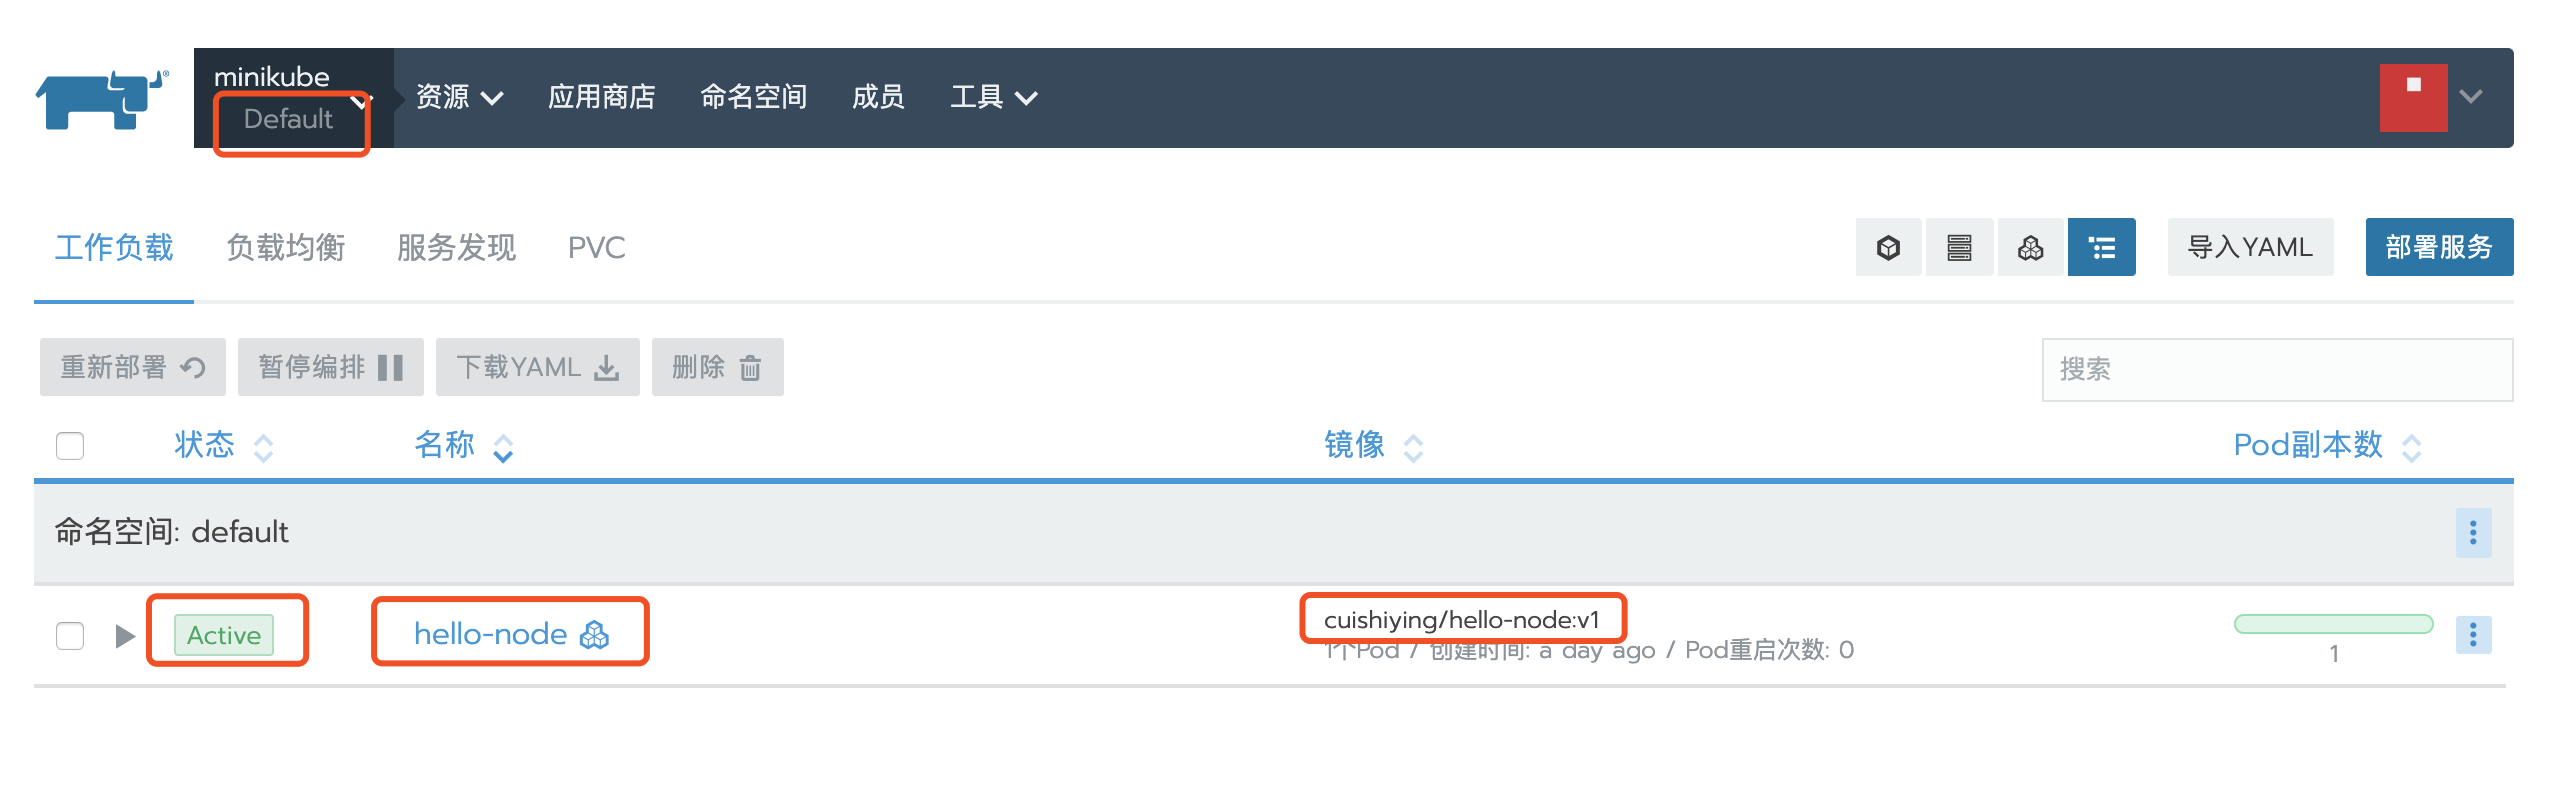 minikube
Default
资源
应用商店
命名空间
成员
工具
工作负载
负载均衡
服务发现
PVC
导入YAML
部署服务
重新部署
暂停编排
下载YAML
删除
搜索
状态
名称
镜像
Pod副本数
命名空间: default
Active
hello-node
cuishiying/hello-node:v1
1个Pod / 创建时间: a day ago / Pod重启次数: 0
1